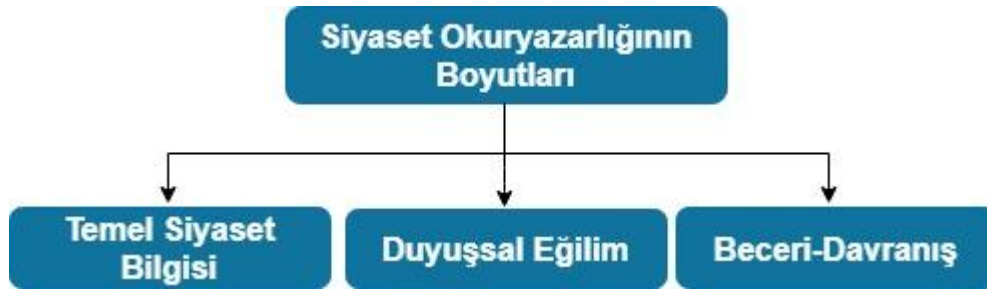 Siyaset Okuryazarlığının
Boyutları
Temel Siyaset
Bilgisi
Duyuşsal Eğilim
Beceri-Davranış